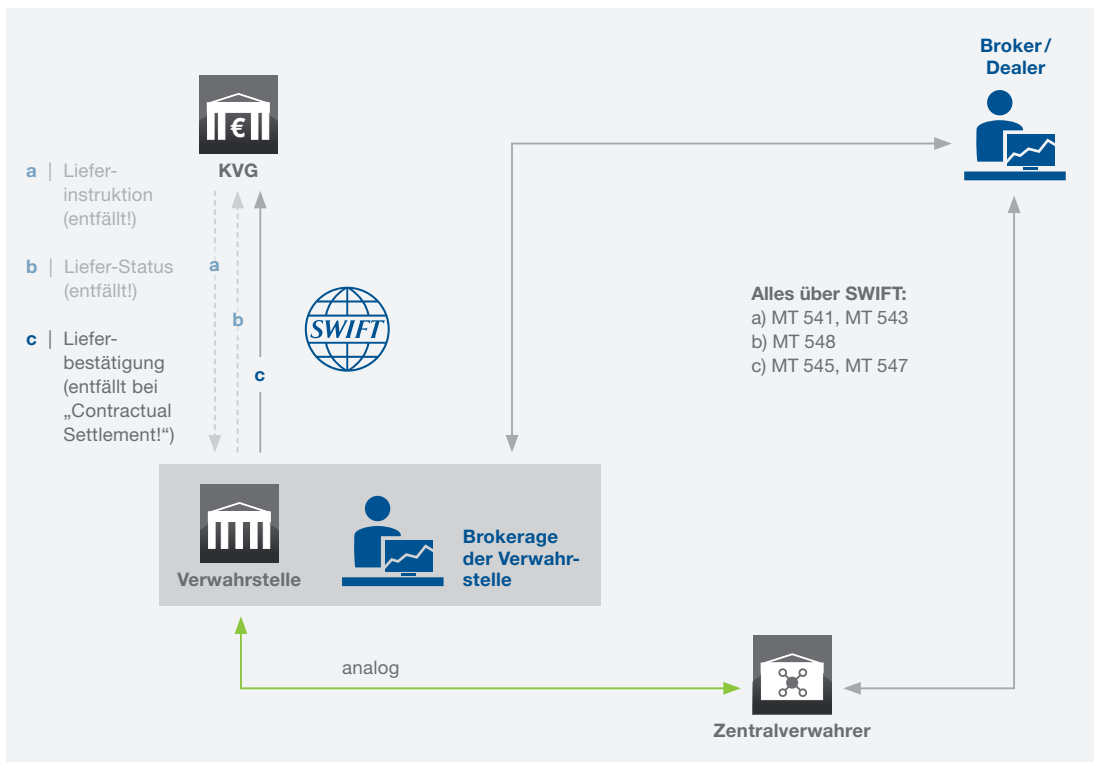 Broker /
Dealer
€
KVG
a | Liefer-
instruktion
(entfällt!)
b | Liefer-Status
(entfällt!)
c | Liefer-
bestätigung
(entfällt bei
„Contractual
Settlement!“)
a
b
c
SWIFT
Alles über SWIFT:
a) MT 541, MT 543
b) MT 548
c) MT 545, MT 547
Verwahrstelle
Brokerage
der Verwahr-
stelle
analog
Zentralverwahrer